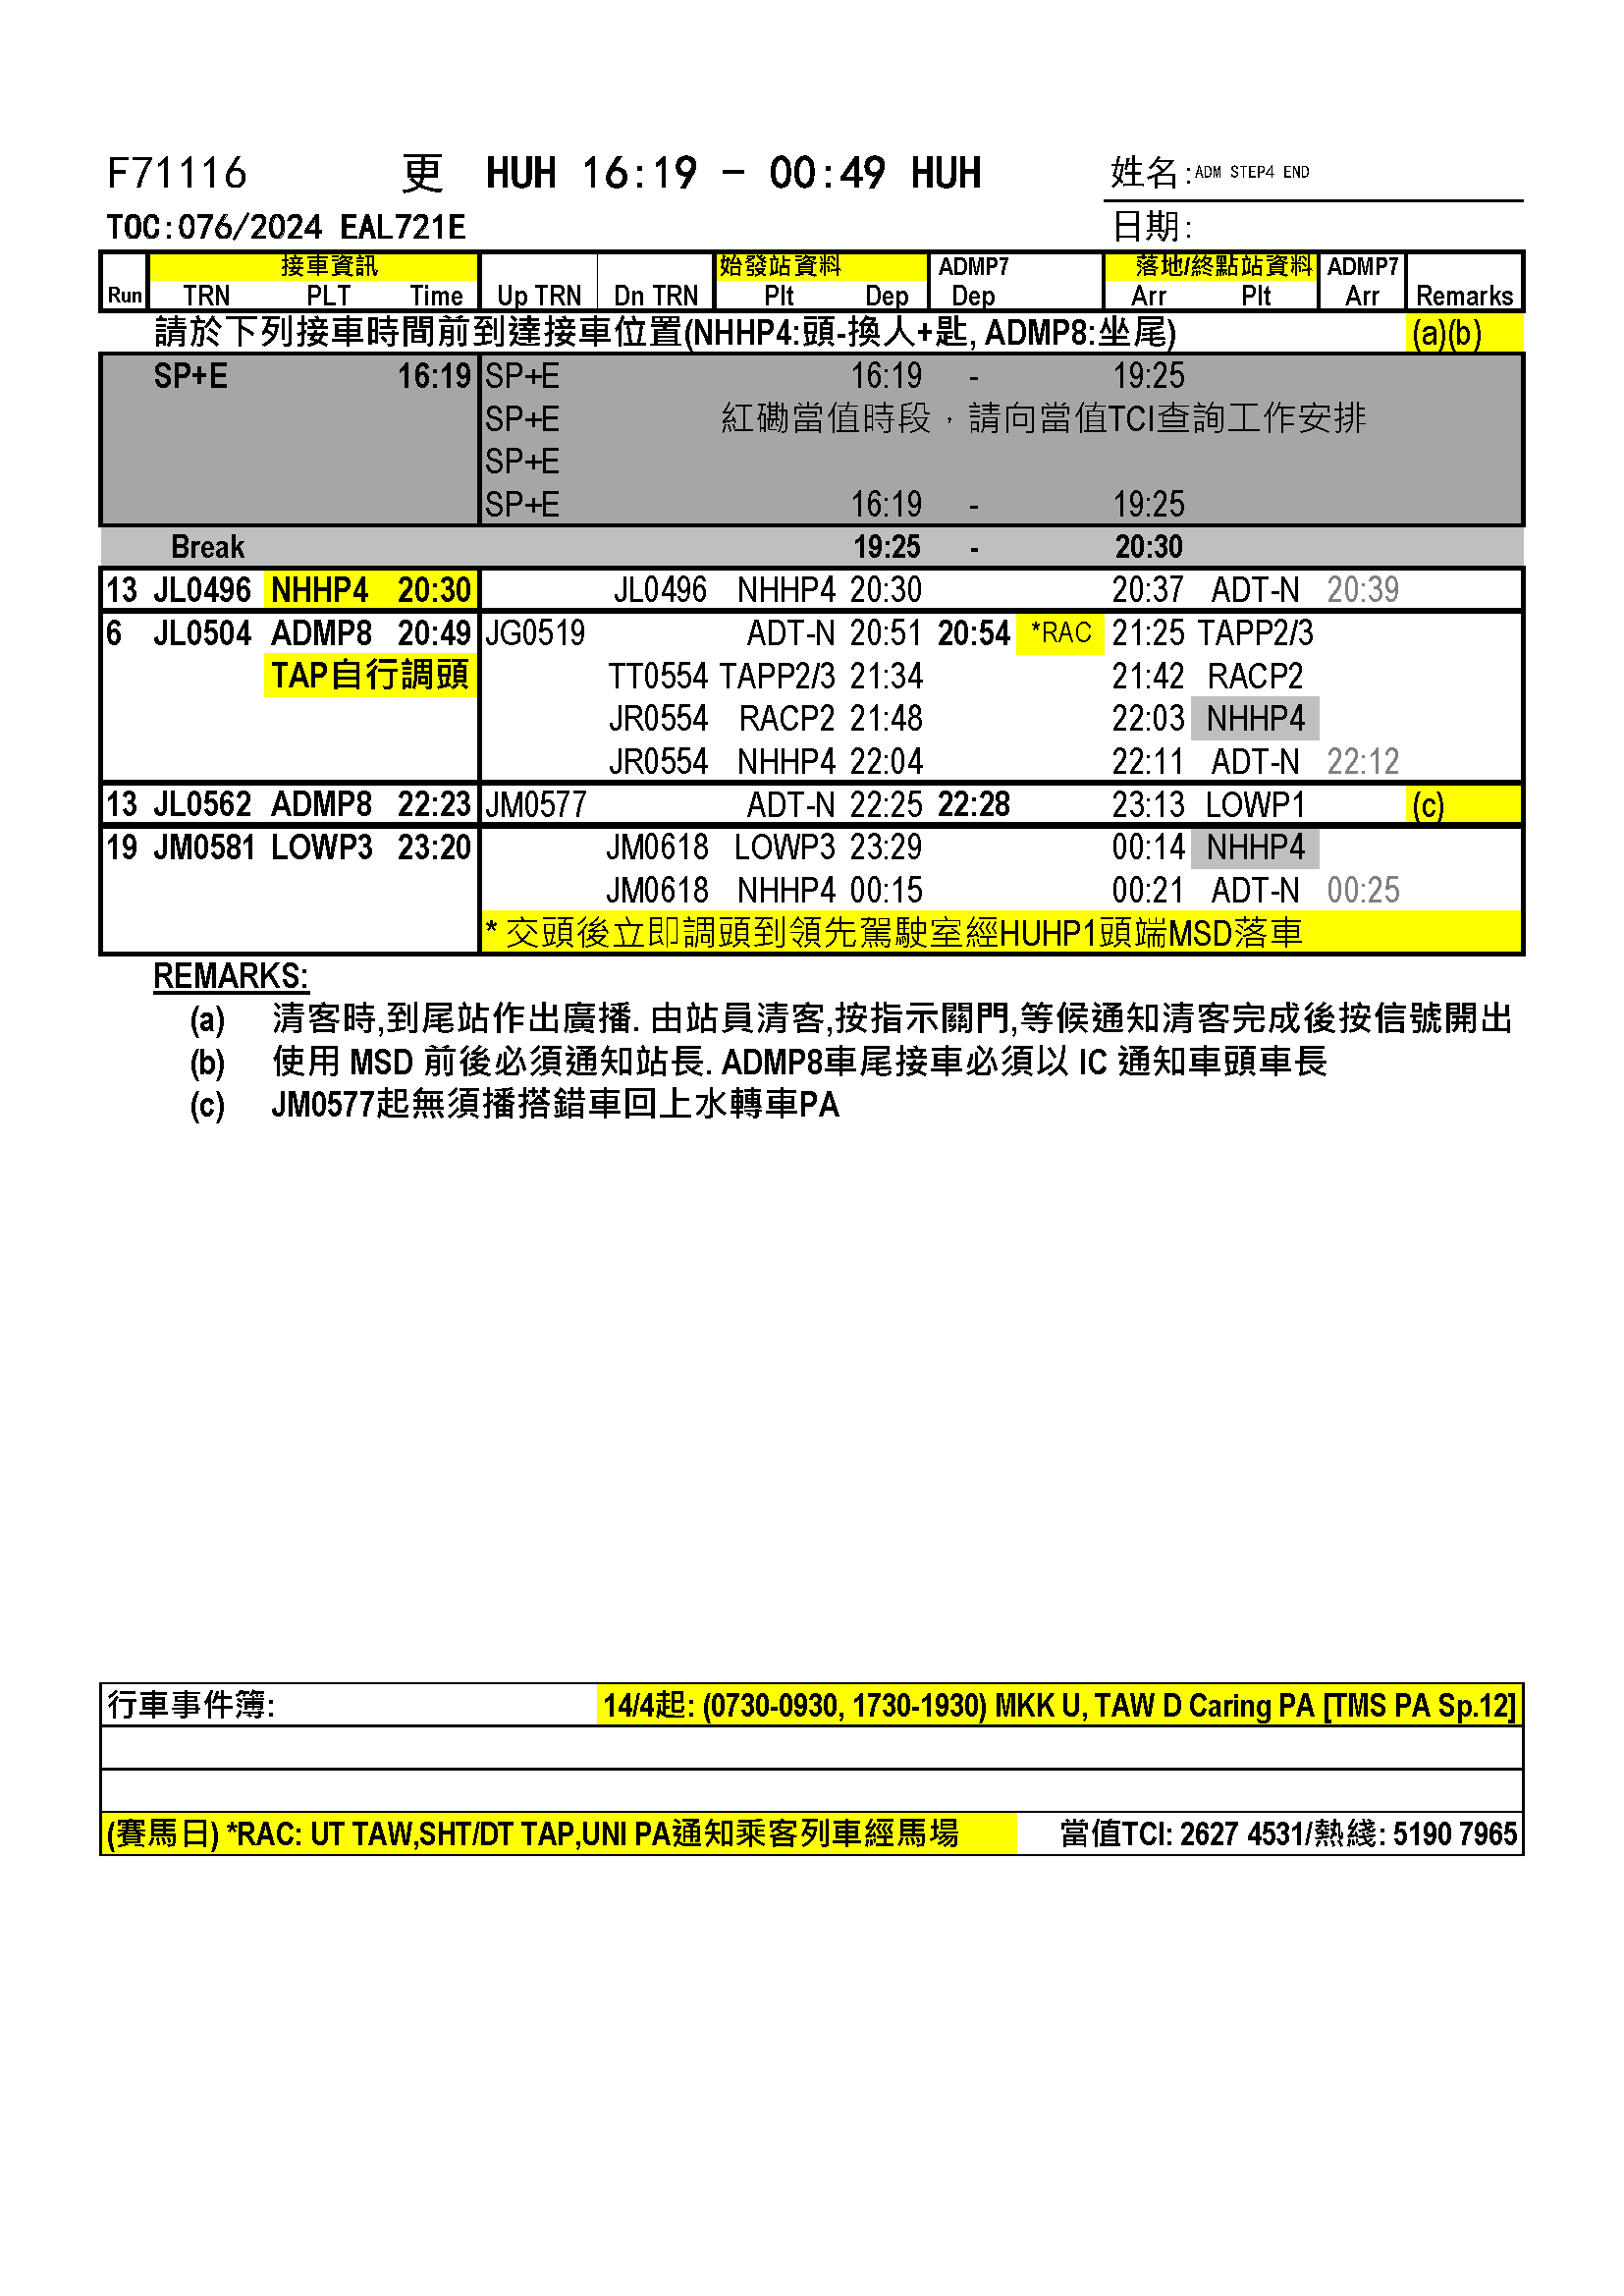 F71116 更 HUH 16:19 - 00:49 HUH 姓名:ADM STEP4 END
TOC:076/2024 EAL721E 日期:
接車資訊 始發站資料 ADMP7 落地/終點站資料 ADMP7
Run TRN PLT Time Up TRN Dn TRN Plt Dep Dep Arr Plt Arr Remarks
請於下列接車時間前到達接車位置(NHHP4:頭-換人+匙, ADMP8:坐尾) (a)(b)
SP+E 16:19 SP+E 16:19 - 19:25
SP+E 紅磡當值時段，請向當值TCI查詢工作安排
SP+E
SP+E 16:19 - 19:25
Break 19:25 - 20:30
13 JL0496 NHHP4 20:30 JL0496 NHHP4 20:30 20:37 ADT-N 20:39
6 JL0504 ADMP8 20:49 JG0519 ADT-N 20:51 20:54 *RAC 21:25 TAPP2/3
TAP自行調頭 TT0554 TAPP2/3 21:34 21:42 RACP2
JR0554 RACP2 21:48 22:03 NHHP4
JR0554 NHHP4 22:04 22:11 ADT-N 22:12
13 JL0562 ADMP8 22:23 JM0577 ADT-N 22:25 22:28 23:13 LOWP1 (c)
19 JM0581 LOWP3 23:20 JM0618 LOWP3 23:29 00:14 NHHP4
JM0618 NHHP4 00:15 00:21 ADT-N 00:25
* 交頭後立即調頭到領先駕駛室經HUHP1頭端MSD落車
REMARKS:
(a) 清客時,到尾站作出廣播. 由站員清客,按指示關門,等候通知清客完成後按信號開出
(b) 使用 MSD 前後必須通知站長. ADMP8車尾接車必須以 IC 通知車頭車長
(c) JM0577起無須播搭錯車回上水轉車PA
行車事件簿: 14/4起: (0730-0930, 1730-1930) MKK U, TAW D Caring PA [TMS PA Sp.12]
(賽馬日) *RAC: UT TAW,SHT/DT TAP,UNI PA通知乘客列車經馬場 當值TCI: 2627 4531/熱綫: 5190 7965